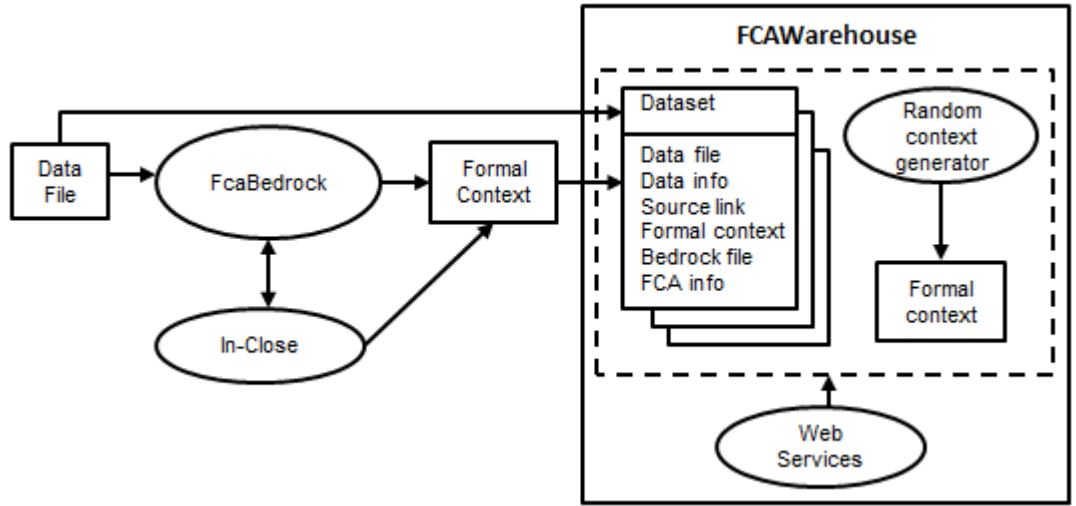 FCAWarehouse
Dataset
Data file
Data info
Source link
Formal context
Bedrock file
FCA info
Random
context
generator
Data
File
FcaBedrock
Formal
Context
In-Close
Formal
context
Web
Services